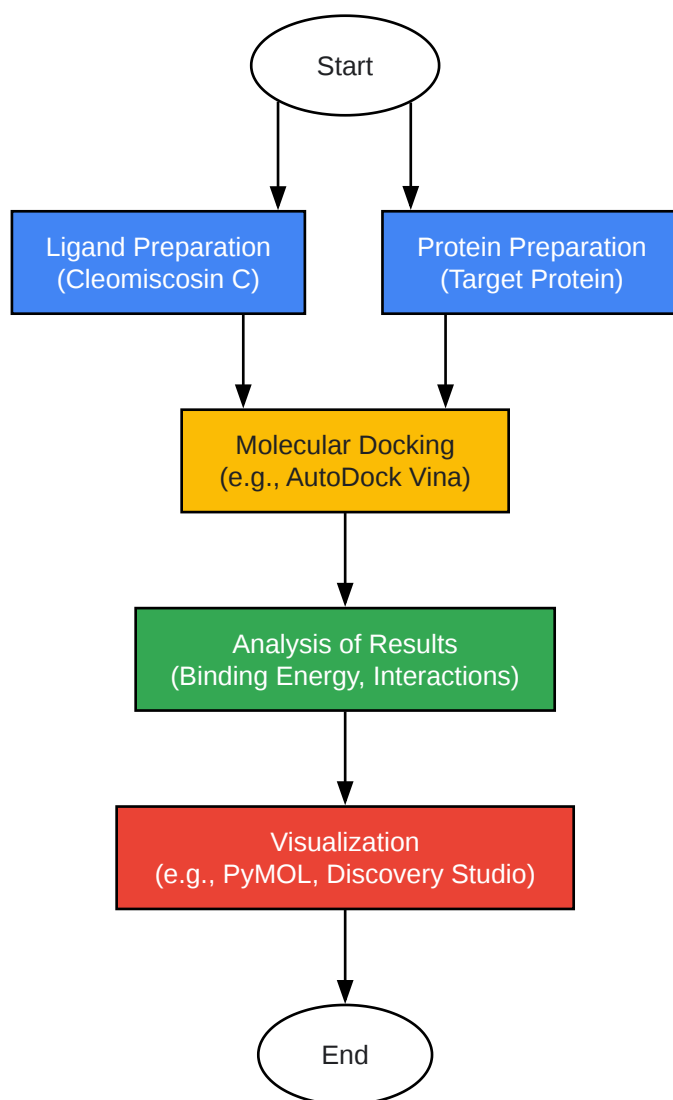 Start
Ligand Preparation
(Cleomiscosin C)
Protein Preparation
(Target Protein)
Molecular Docking
(e.g., AutoDock Vina)
Analysis of Results
(Binding Energy, Interactions)
Visualization
(e.g., PyMOL, Discovery Studio)
End